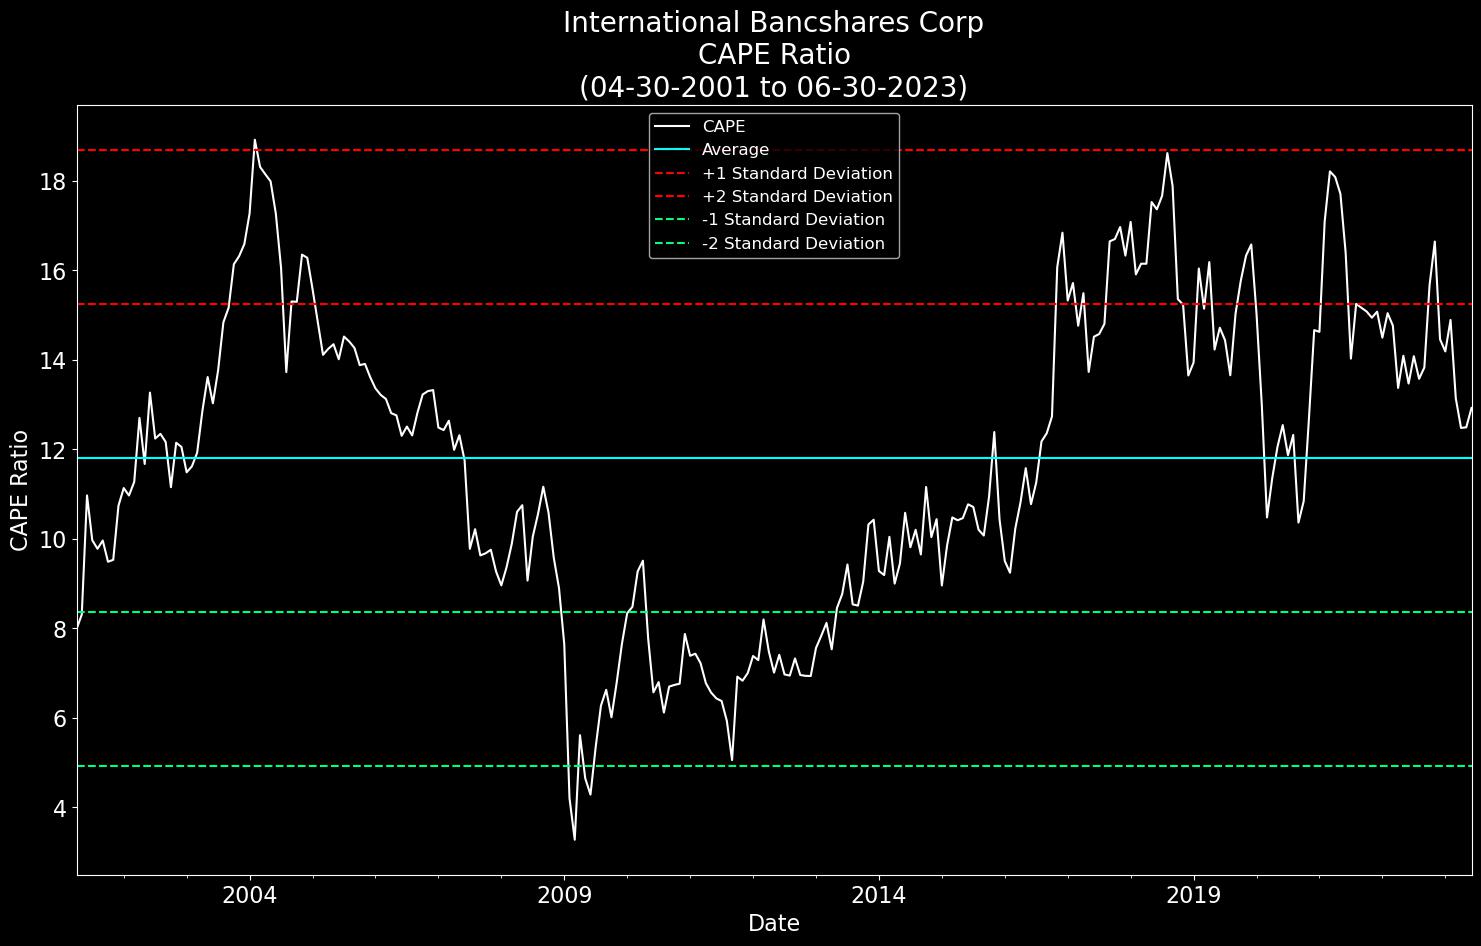 International Bancshares Corp
CAPE Ratio
(04-30-2001 to 06-30-2023)
CAPE
Average
+1 Standard Deviation
+2 Standard Deviation
-1 Standard Deviation
-2 Standard Deviation
CAPE Ratio
18
16
14
12
10
8
6
4
2004
2009
2014
2019
Date